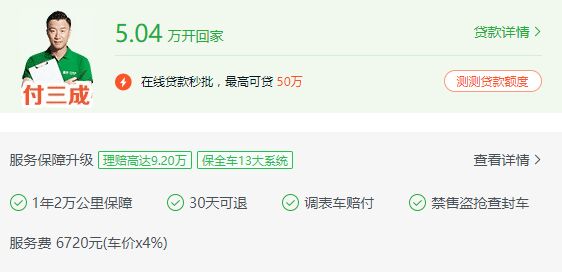 5.04 万开回家
贷款详情 >
付三成
在线贷款秒批，最高可贷 50万
测测贷款额度
服务保障升级 理赔高达9.20万 保全车13大系统
查看详情 >
1年2万公里保障 30天可退 调表车赔付 禁售盗抢查封车
服务费 6720元(车价x4%)